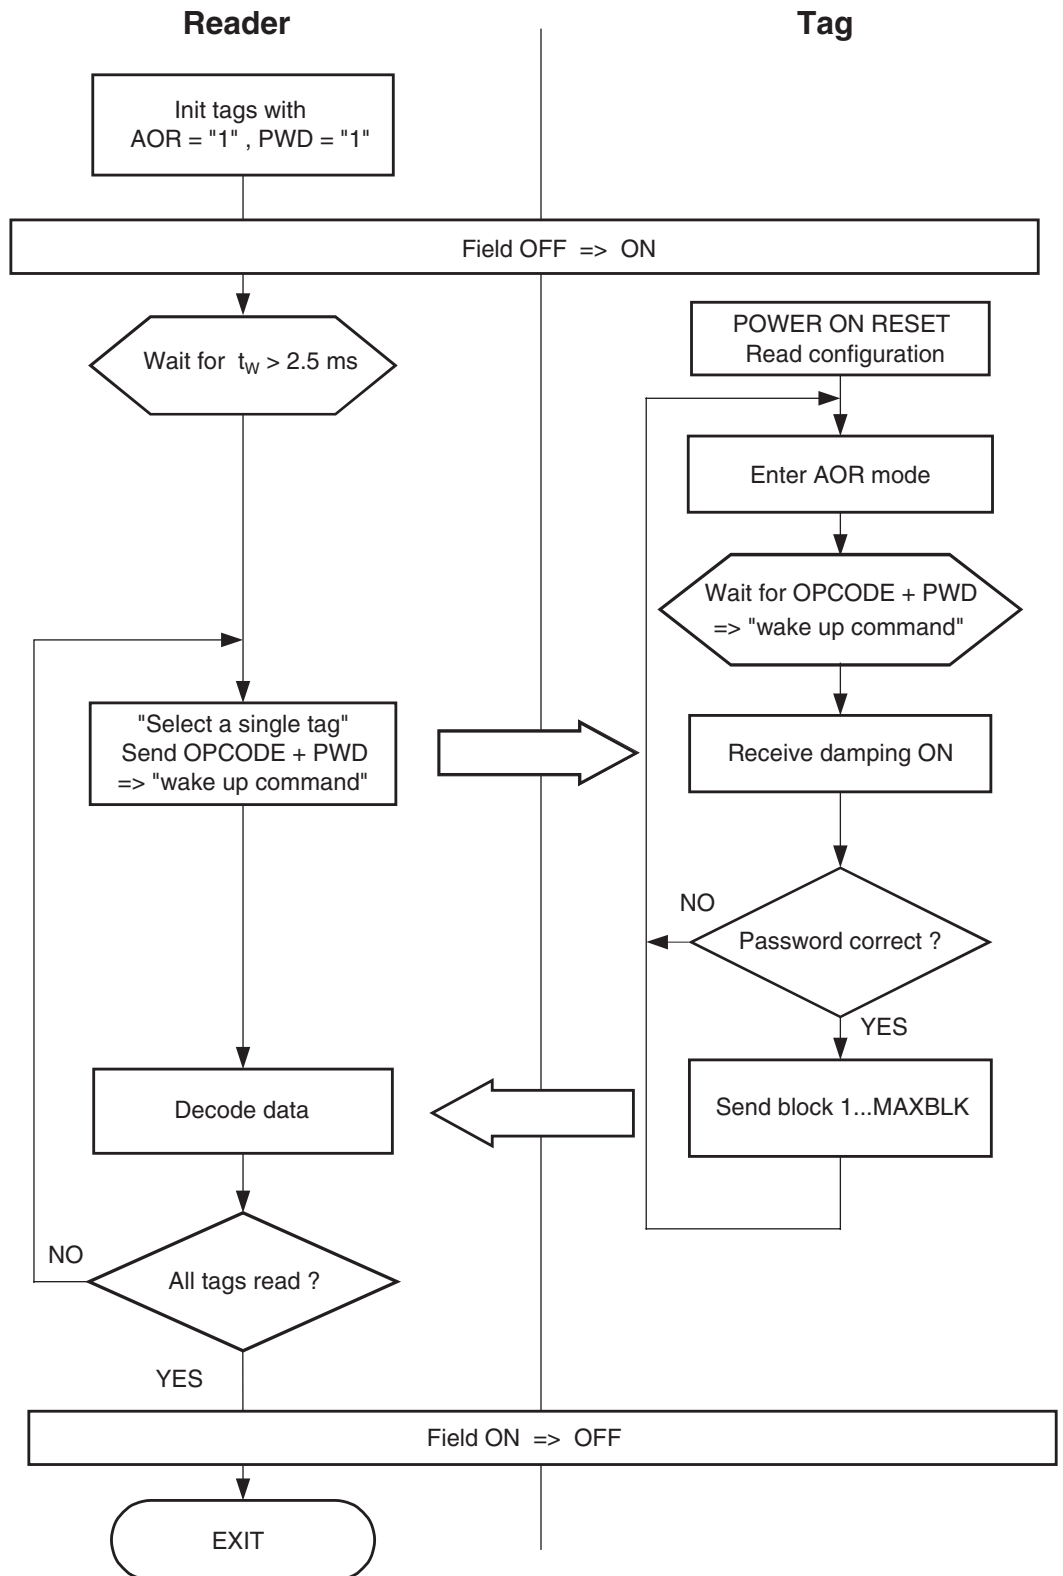 Reader
Tag
Init tags with
AOR = "1" , PWD = "1"
Field OFF => ON
Wait for tW > 2.5 ms
POWER ON RESET
Read configuration
Enter AOR mode
Wait for OPCODE + PWD
=> "wake up command"
"Select a single tag"
Send OPCODE + PWD
=> "wake up command"
Receive damping ON
NO
Password correct ?
YES
Send block 1...MAXBLK
Decode data
NO
All tags read ?
YES
Field ON => OFF
EXIT